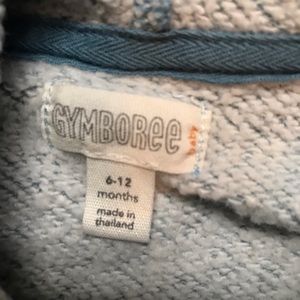 GYMBOREE
baby
6-12
months
made in
thailand